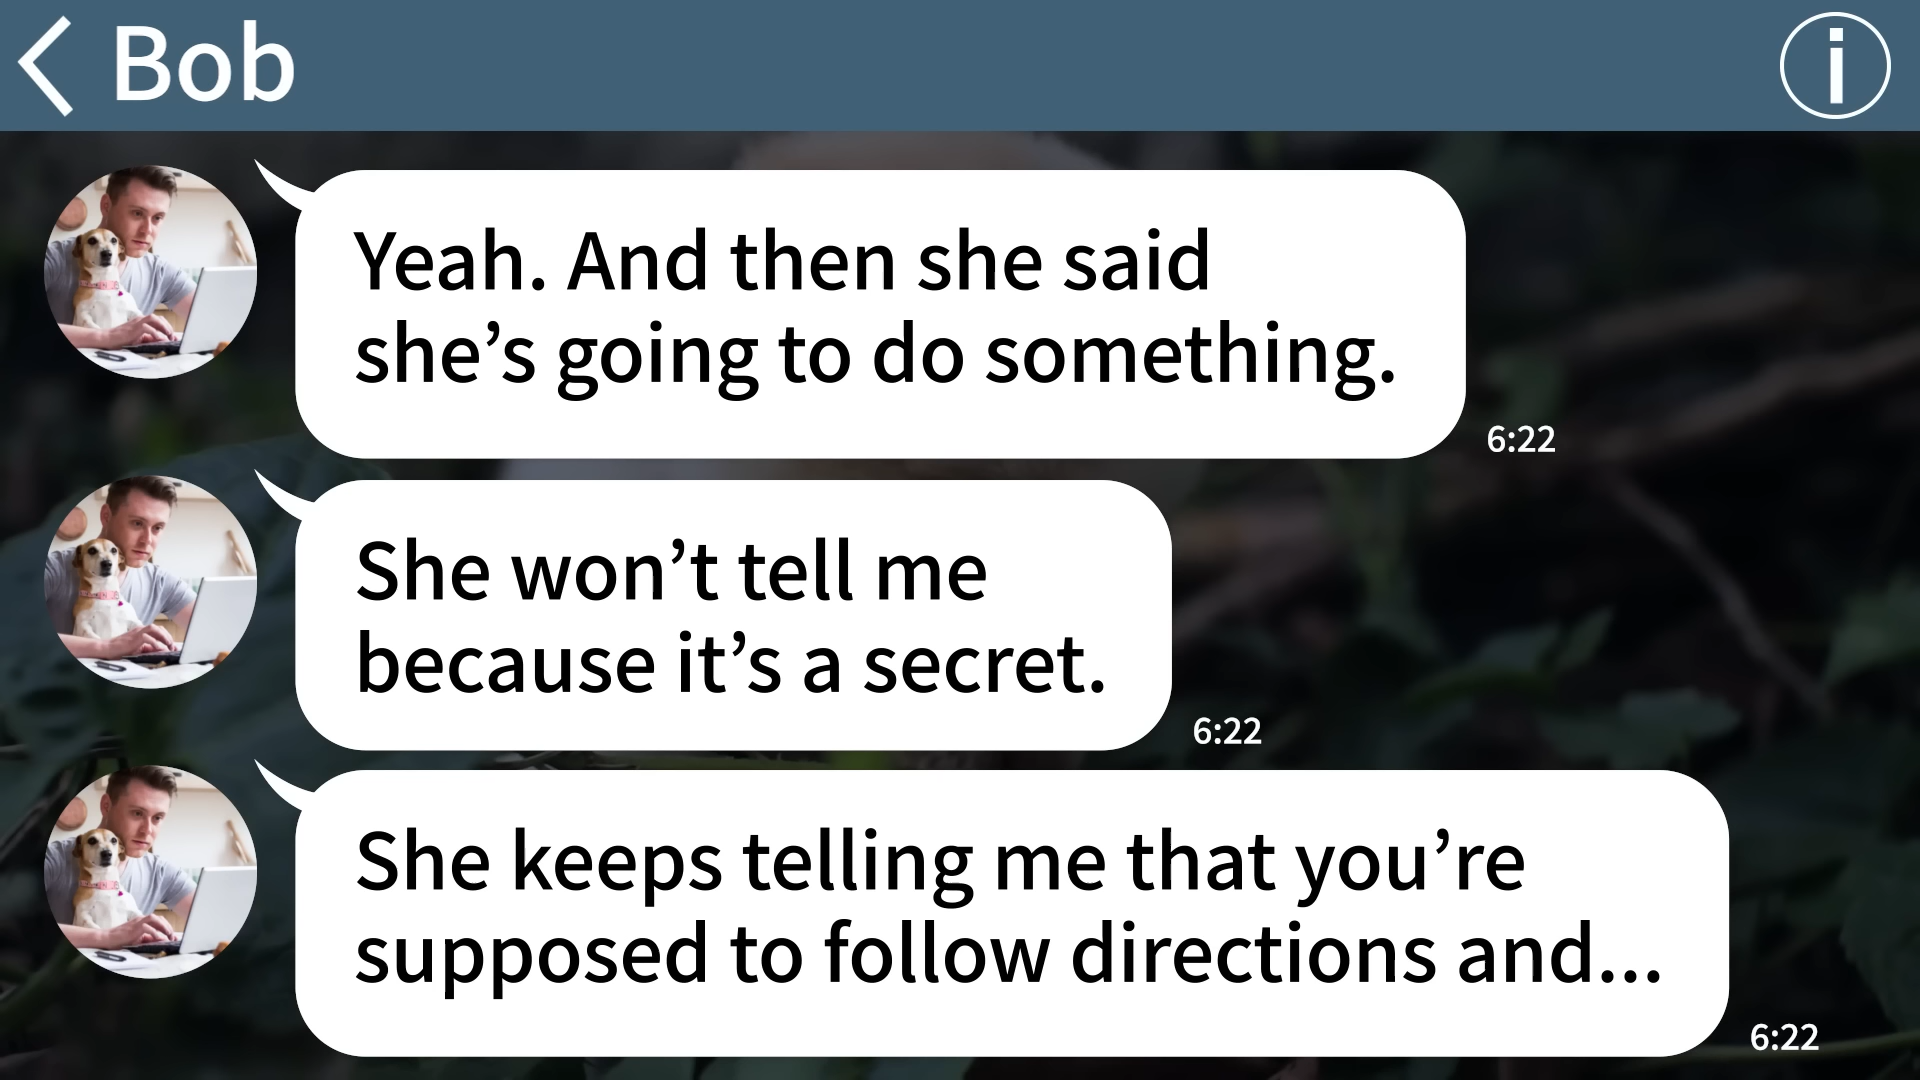 Bob
Yeah. And then she said
she’s going to do something.
6:22
She won’t tell me
because it’s a secret.
6:22
She keeps telling me that you’re
supposed to follow directions and...
6:22